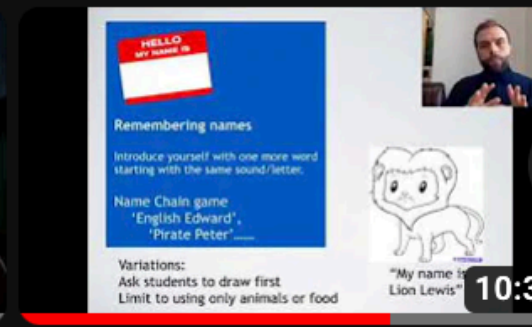 HELLO
MY NAME IS
Remembering names
Introduce yourself with one more word
starting with the same sound/letter.
Name Chain game
'English Edward',
'Pirate Peter'.....
Variations:
Ask students to draw first
Limit to using only animals or food
"My name is
Lion Lewis"
10:3